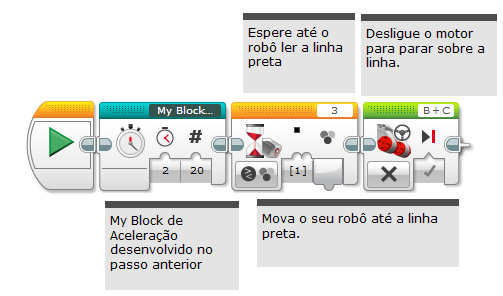 Espere até o
robô ler a linha
preta
Desligue o motor
para parar sobre a
linha.
My Block...
3
B + C
#
2
20
[1]
My Block de
Aceleração
desenvolvido no
passo anterior
Mova o seu robô até a linha
preta.